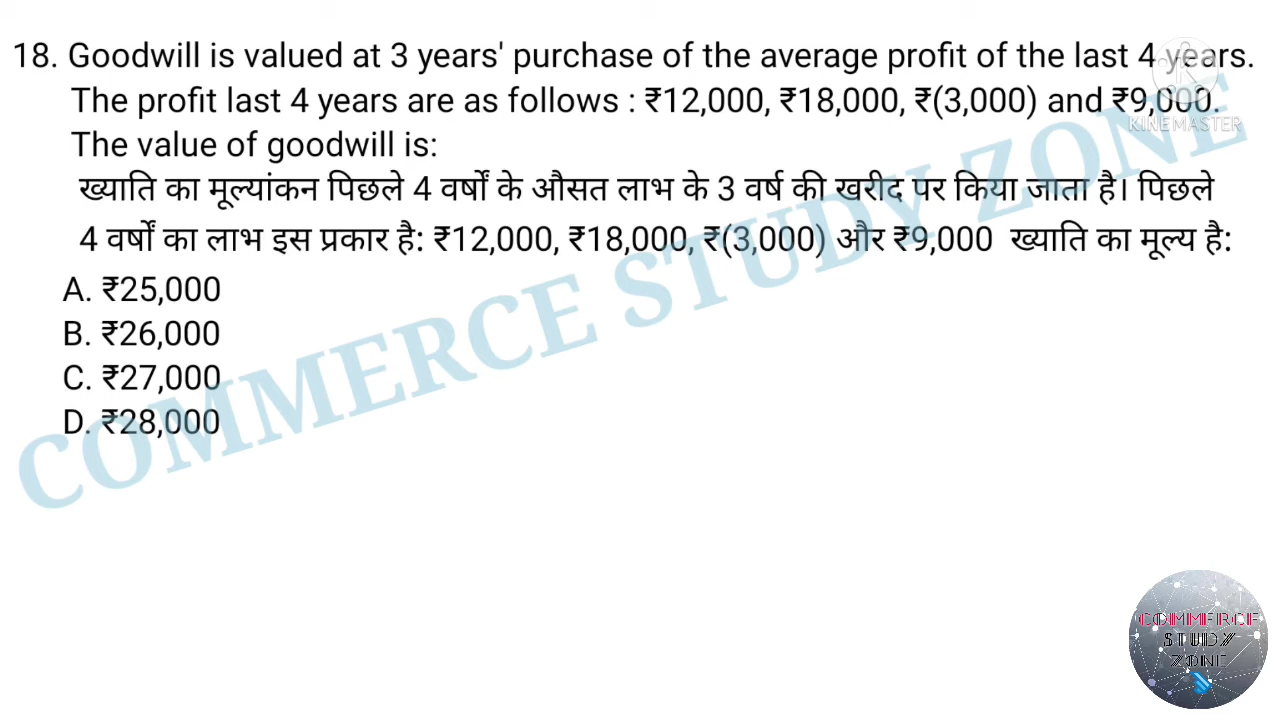 18. Goodwill is valued at 3 years' purchase of the average profit of the last 4 years.
The profit last 4 years are as follows : ₹12,000, ₹18,000, ₹(3,000) and ₹9,000.
The value of goodwill is:
ख्याति का मूल्यांकन पिछले 4 वर्षों के औसत लाभ के 3 वर्ष की खरीद पर किया जाता है। पिछले
4 वर्षों का लाभ इस प्रकार है: ₹12,000, ₹18,000, ₹(3,000) और ₹9,000 ख्याति का मूल्य है:
A. ₹25,000
B. ₹26,000
C. ₹27,000
D. ₹28,000
COMMERCE STUDY ZONE
KINEMASTER
COMMERCE
STUDY
ZONE